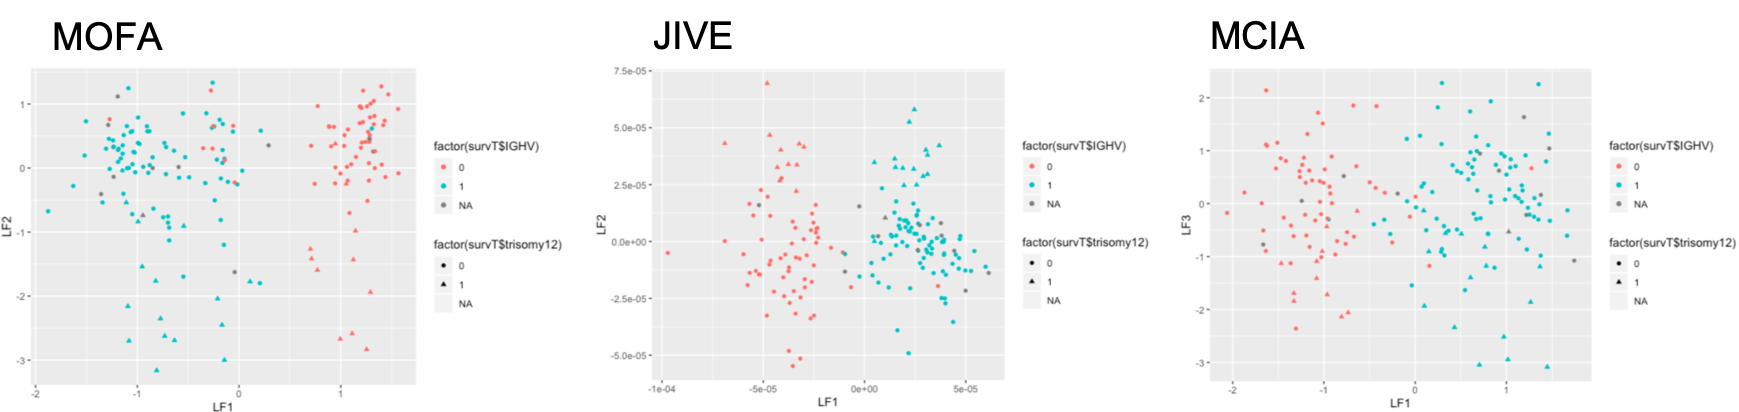 MOFA
JIVE
MCIA
1
0
-1
-2
-3
LF2
-2
-1
0
1
LF1
factor(survT$IGHV)
0
1
NA
factor(survT$trisomy12)
0
1
NA
7.5e-05
5.0e-05
2.5e-05
0.0e+00
-2.5e-05
-5.0e-05
LF2
-1e-04
-5e-05
0e+00
5e-05
LF1
factor(survT$IGHV)
0
1
NA
factor(survT$trisomy12)
0
1
NA
2
1
0
-1
-2
-3
LF3
-2
-1
0
1
LF1
factor(survT$IGHV)
0
1
NA
factor(survT$trisomy12)
0
1
NA